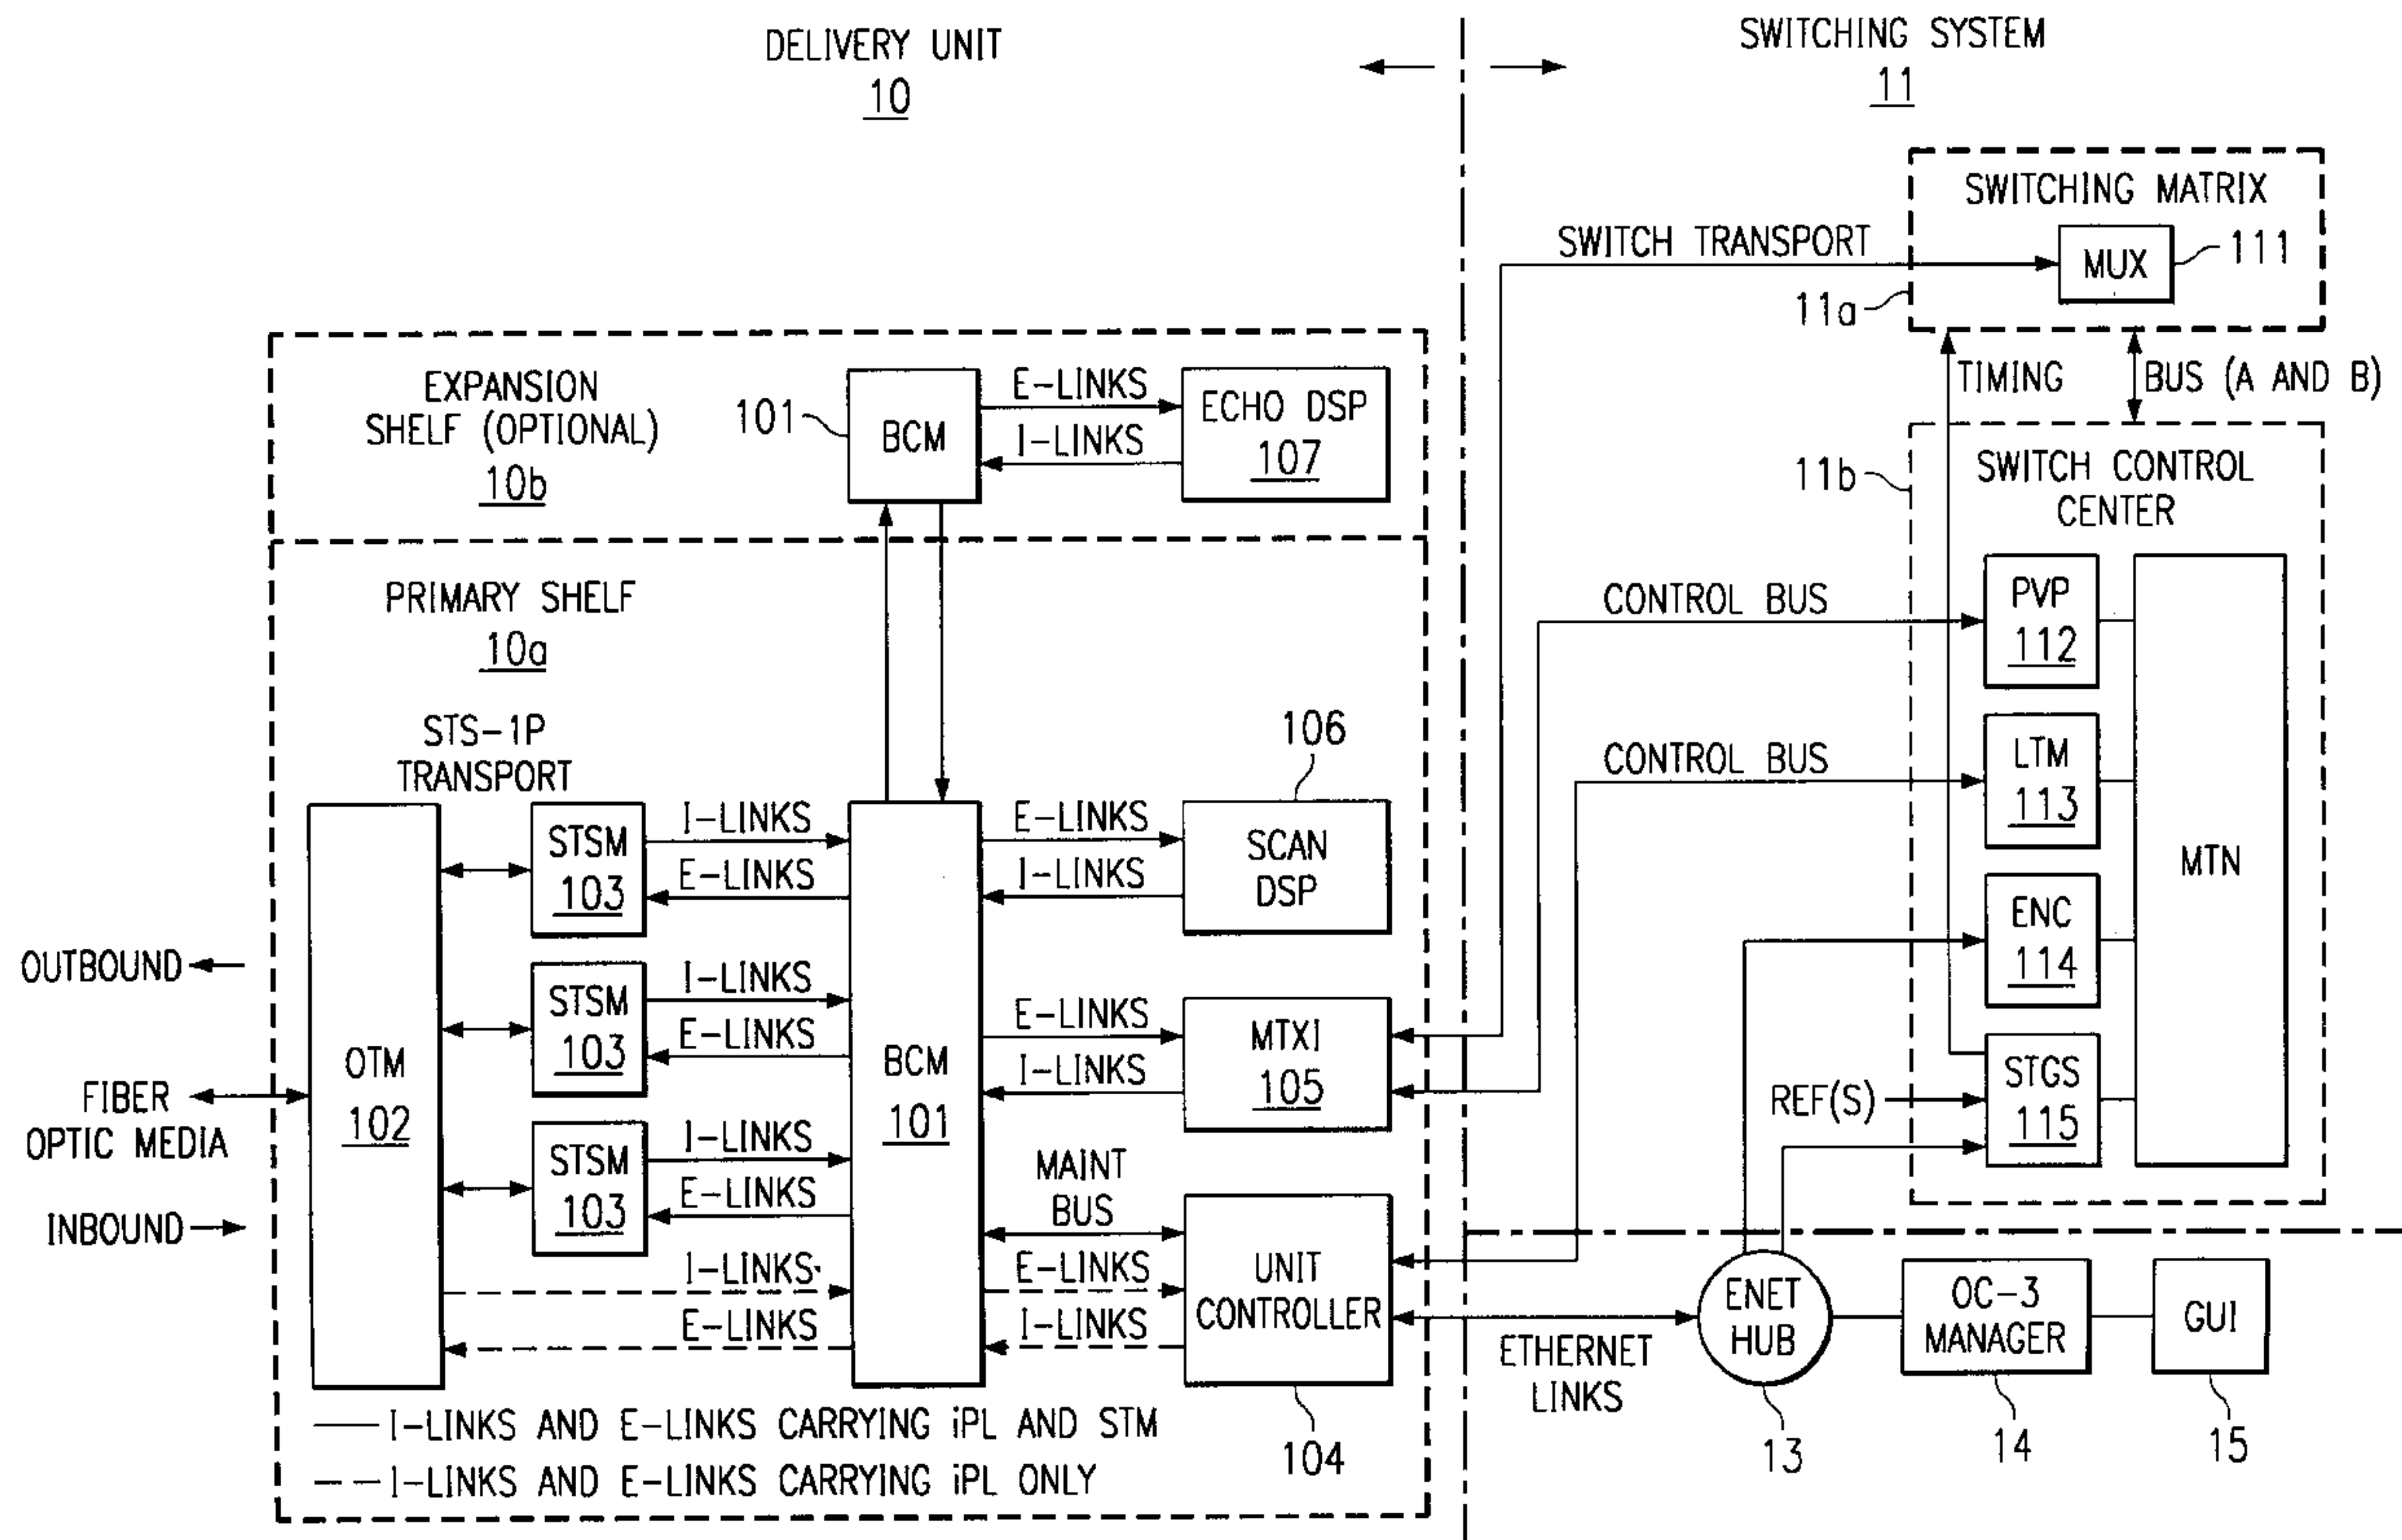 DELIVERY UNIT
10
SWITCHING SYSTEM
11
SWITCHING MATRIX
MUX
111
11a
SWITCH TRANSPORT
TIMING
BUS (A AND B)
EXPANSION
SHELF (OPTIONAL)
10b
101
BCM
E-LINKS
I-LINKS
ECHO DSP
107
11b
SWITCH CONTROL
CENTER
PVP
112
LTM
113
ENC
114
STGS
115
MTN
CONTROL BUS
CONTROL BUS
REF(S)
PRIMARY SHELF
10a
STS-1P
TRANSPORT
OTM
102
STSM
103
I-LINKS
E-LINKS
STSM
103
I-LINKS
E-LINKS
STSM
103
I-LINKS
E-LINKS
I-LINKS
E-LINKS
BCM
101
E-LINKS
I-LINKS
106
SCAN
DSP
E-LINKS
I-LINKS
MTXI
105
MAINT
BUS
E-LINKS
I-LINKS
UNIT
CONTROLLER
104
OUTBOUND
FIBER
OPTIC MEDIA
INBOUND
ETHERNET
LINKS
ENET
HUB
13
OC-3
MANAGER
14
GUI
15
I-LINKS AND E-LINKS CARRYING iPL AND STM
I-LINKS AND E-LINKS CARRYING iPL ONLY